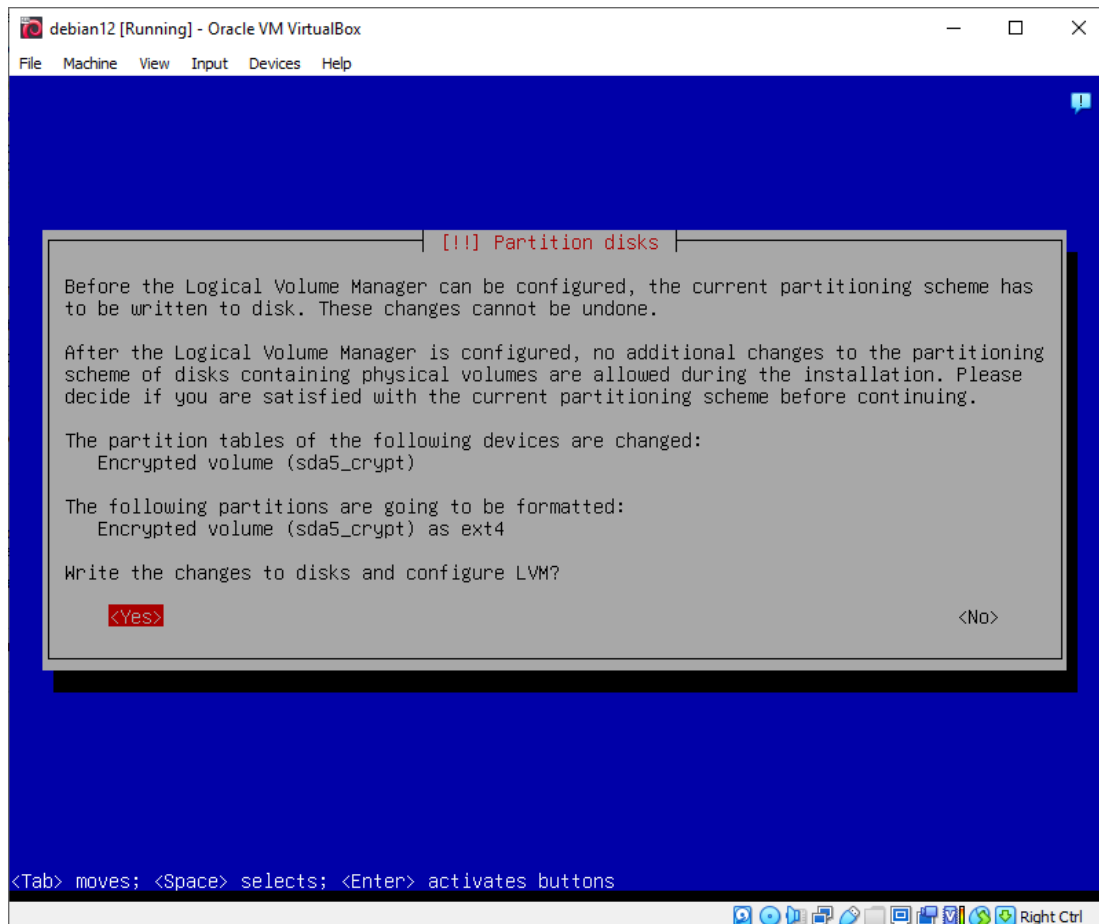 debian12 [Running] - Oracle VM VirtualBox
File Machine View Input Devices Help
[!!] Partition disks
Before the Logical Volume Manager can be configured, the current partitioning scheme has
to be written to disk. These changes cannot be undone.
After the Logical Volume Manager is configured, no additional changes to the partitioning
scheme of disks containing physical volumes are allowed during the installation. Please
decide if you are satisfied with the current partitioning scheme before continuing.
The partition tables of the following devices are changed:
Encrypted volume (sda5_crypt)
The following partitions are going to be formatted:
Encrypted volume (sda5_crypt) as ext4
Write the changes to disks and configure LVM?
<Yes> <No>
<Tab> moves; <Space> selects; <Enter> activates buttons
Right Ctrl